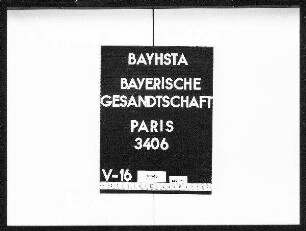 BAYHSTA
BAYERISCHE
GESANDTSCHAFT
PARIS
3406
V-16